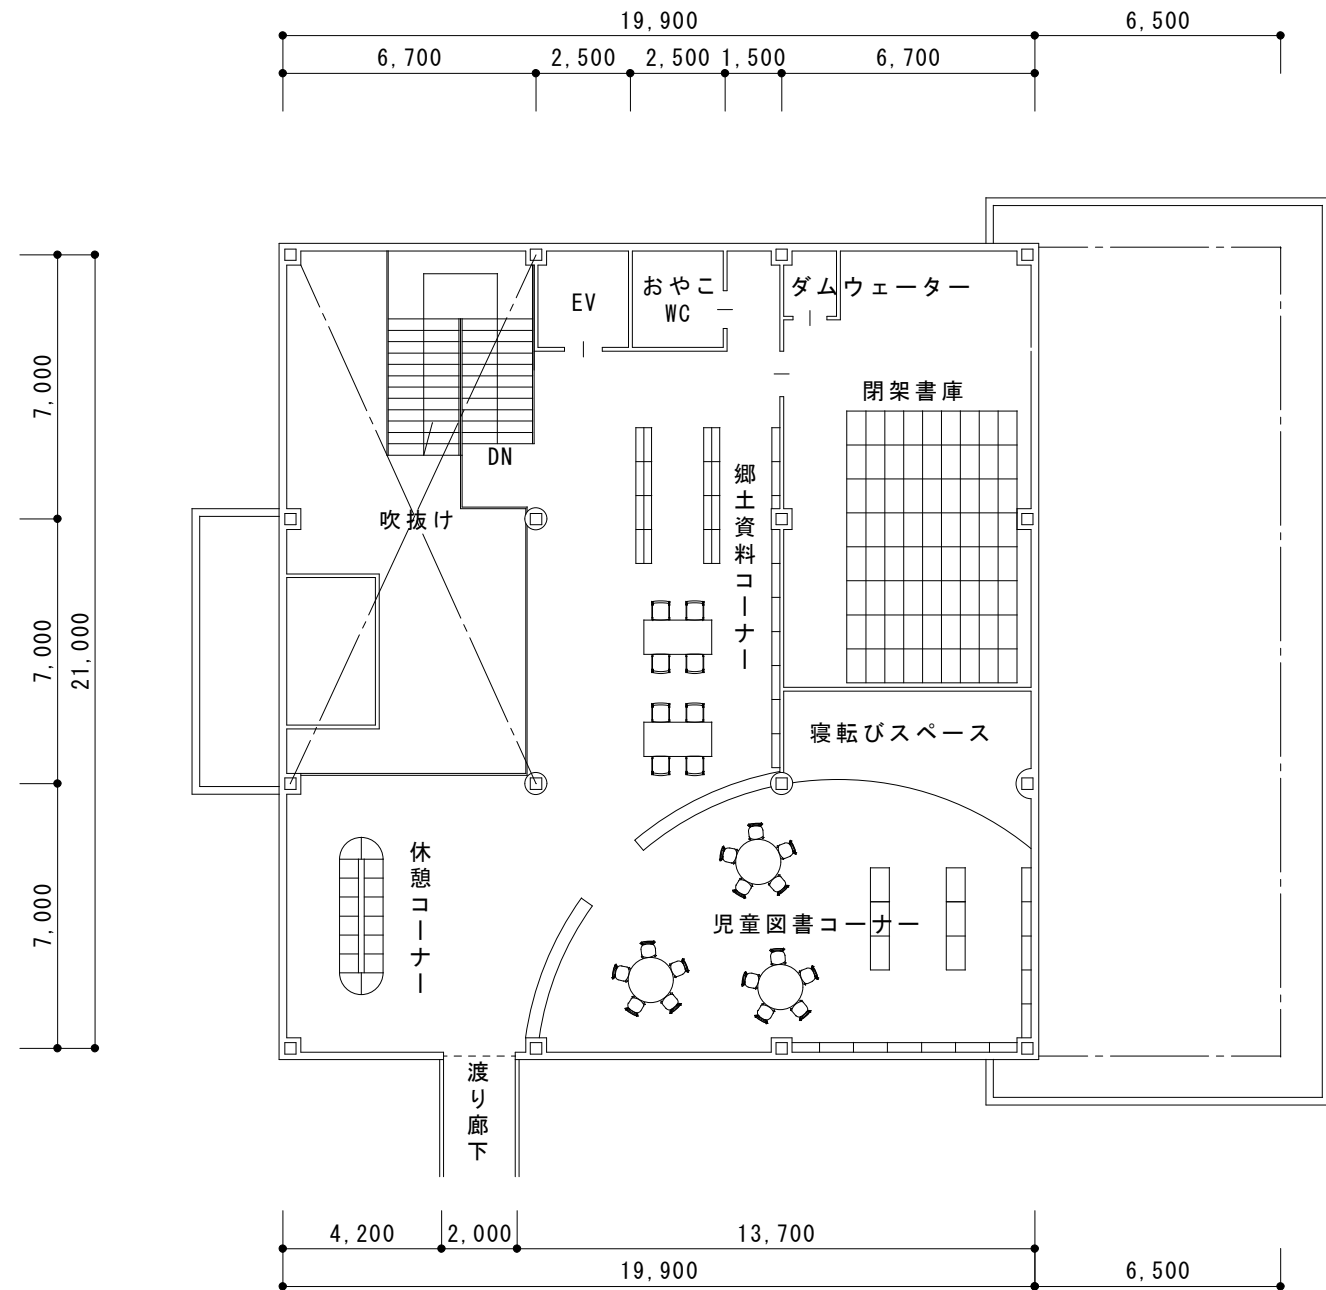 19,900
6,500
6,700
2,500
2,500
1,500
6,700
7,000
7,000
7,000
21,000
EV
おやこ
WC
ダムウェーター
閉架書庫
DN
吹抜け
郷土資料コーナー
寝転びスペース
休憩コーナー
児童図書コーナー
渡り廊下
4,200
2,000
13,700
19,900
6,500